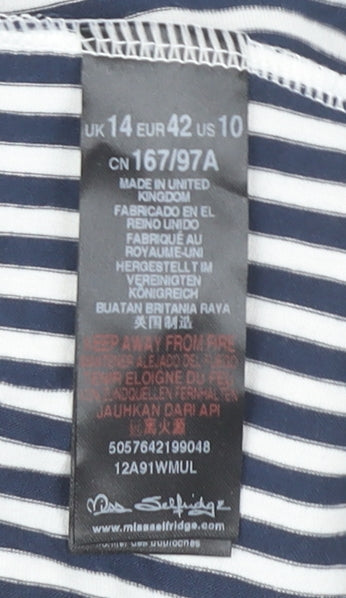 UK 14 EUR 42 US 10
CN 167/97A
MADE IN UNITED
KINGDOM
FABRICADO EN EL
REINO UNIDO
FABRIQUÉ AU
ROYAUME-UNI
HERGESTELLT IM
VEREINIGTEN
KÖNIGREICH
BUATAN BRITANIA RAYA
英国制造
KEEP AWAY FROM FIRE
MANTENER ALEJADO DEL FUEGO
TENIR ELOIGNE DU FEU
VON ZUNDQUELLEN FERNHALTEN
JAUHKAN DARI API
远离火源
5057642199048
12A91WMUL
Miss Selfridge
www.missselfridge.com